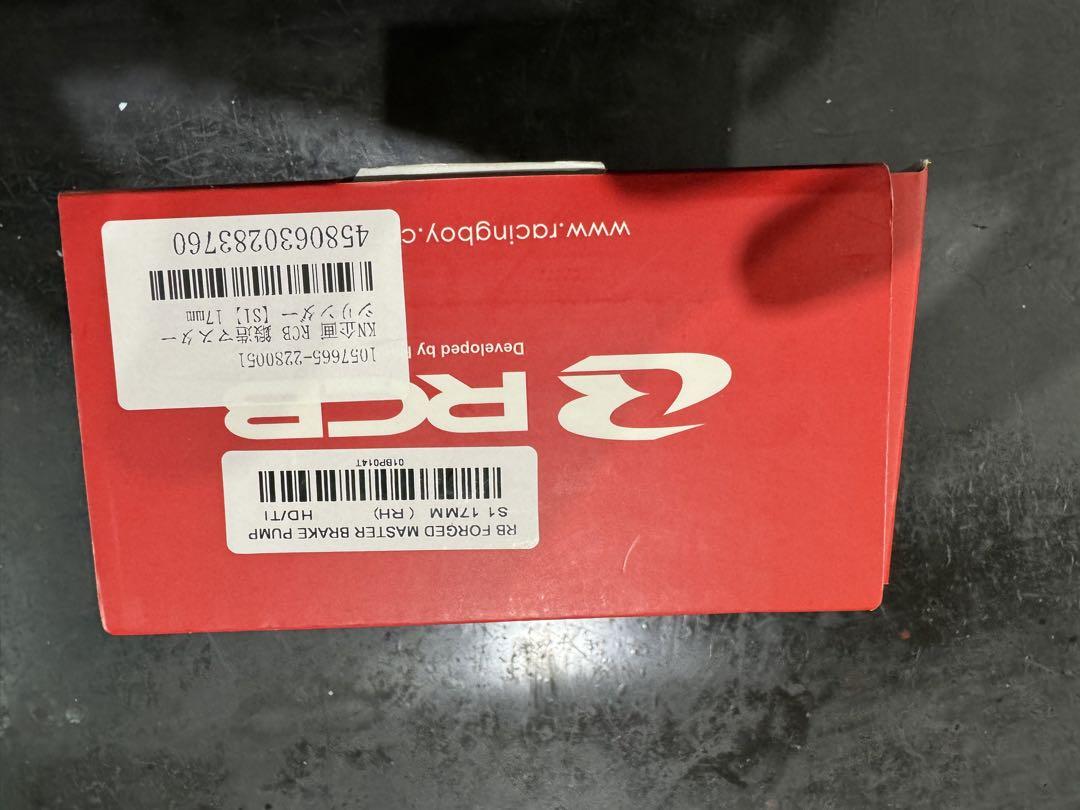 RB FORGED MASTER BRAKE PUMP
S1 17MM ( RH) HD/TI
01BP014T
RCB
Developed by
1057665-2280051
KN企画 RCB 鍛造マスター
シリンダー【S1】17mm
4580630283760
www.racingboy.c